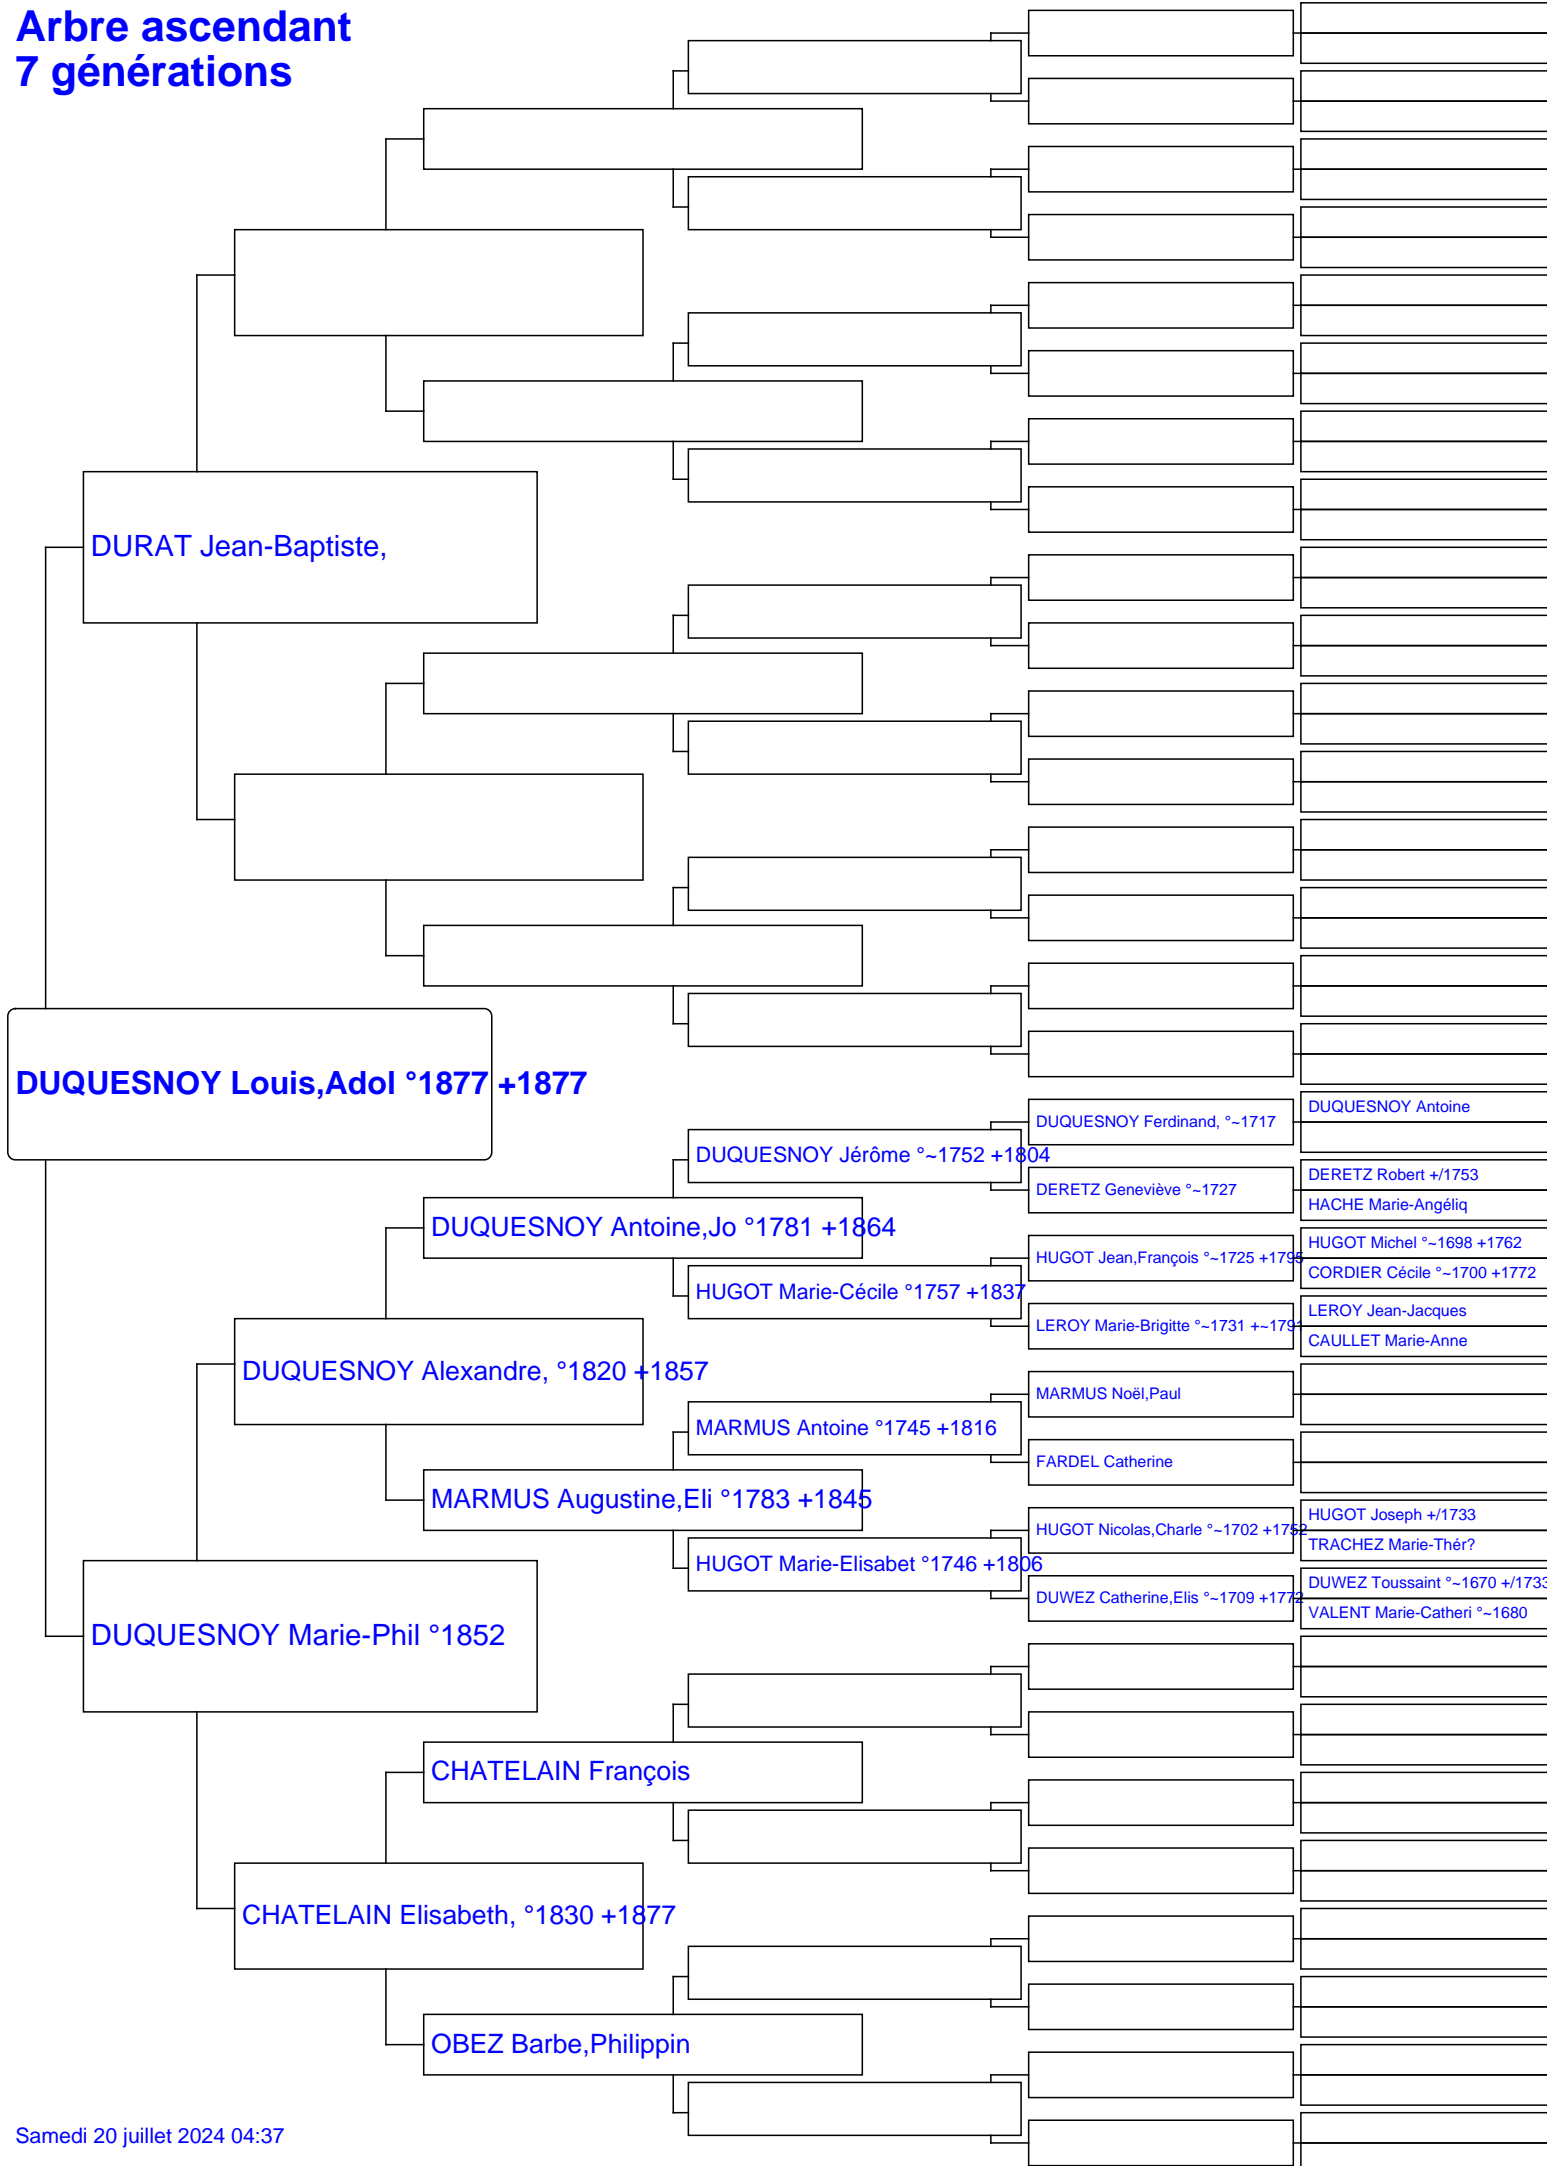 Arbre ascendant
7 générations
DURAT Jean-Baptiste,
DUQUESNOY Louis,Adol °1877 +1877
DUQUESNOY Antoine
DUQUESNOY Ferdinand, °~1717
DUQUESNOY Jérôme °~1752 +1804
DERETZ Robert +/1753
DERETZ Geneviève °~1727
HACHE Marie-Angéliq
DUQUESNOY Antoine,Jo °1781 +1864
HUGOT Michel °~1698 +1762
HUGOT Jean,François °~1725 +1795
CORDIER Cécile °~1700 +1772
HUGOT Marie-Cécile °1757 +1837
LEROY Jean-Jacques
LEROY Marie-Brigitte °~1731 +~1791
CAULLET Marie-Anne
DUQUESNOY Alexandre, °1820 +1857
MARMUS Noël,Paul
MARMUS Antoine °1745 +1816
FARDEL Catherine
MARMUS Augustine,Eli °1783 +1845
HUGOT Joseph +/1733
HUGOT Nicolas,Charle °~1702 +1752
TRACHEZ Marie-Thér?
HUGOT Marie-Elisabet °1746 +1806
DUWEZ Toussaint °~1670 +/1733
DUWEZ Catherine,Elis °~1709 +1772
VALENT Marie-Catheri °~1680
DUQUESNOY Marie-Phil °1852
CHATELAIN François
CHATELAIN Elisabeth, °1830 +1877
OBEZ Barbe,Philippin
Samedi 20 juillet 2024 04:37